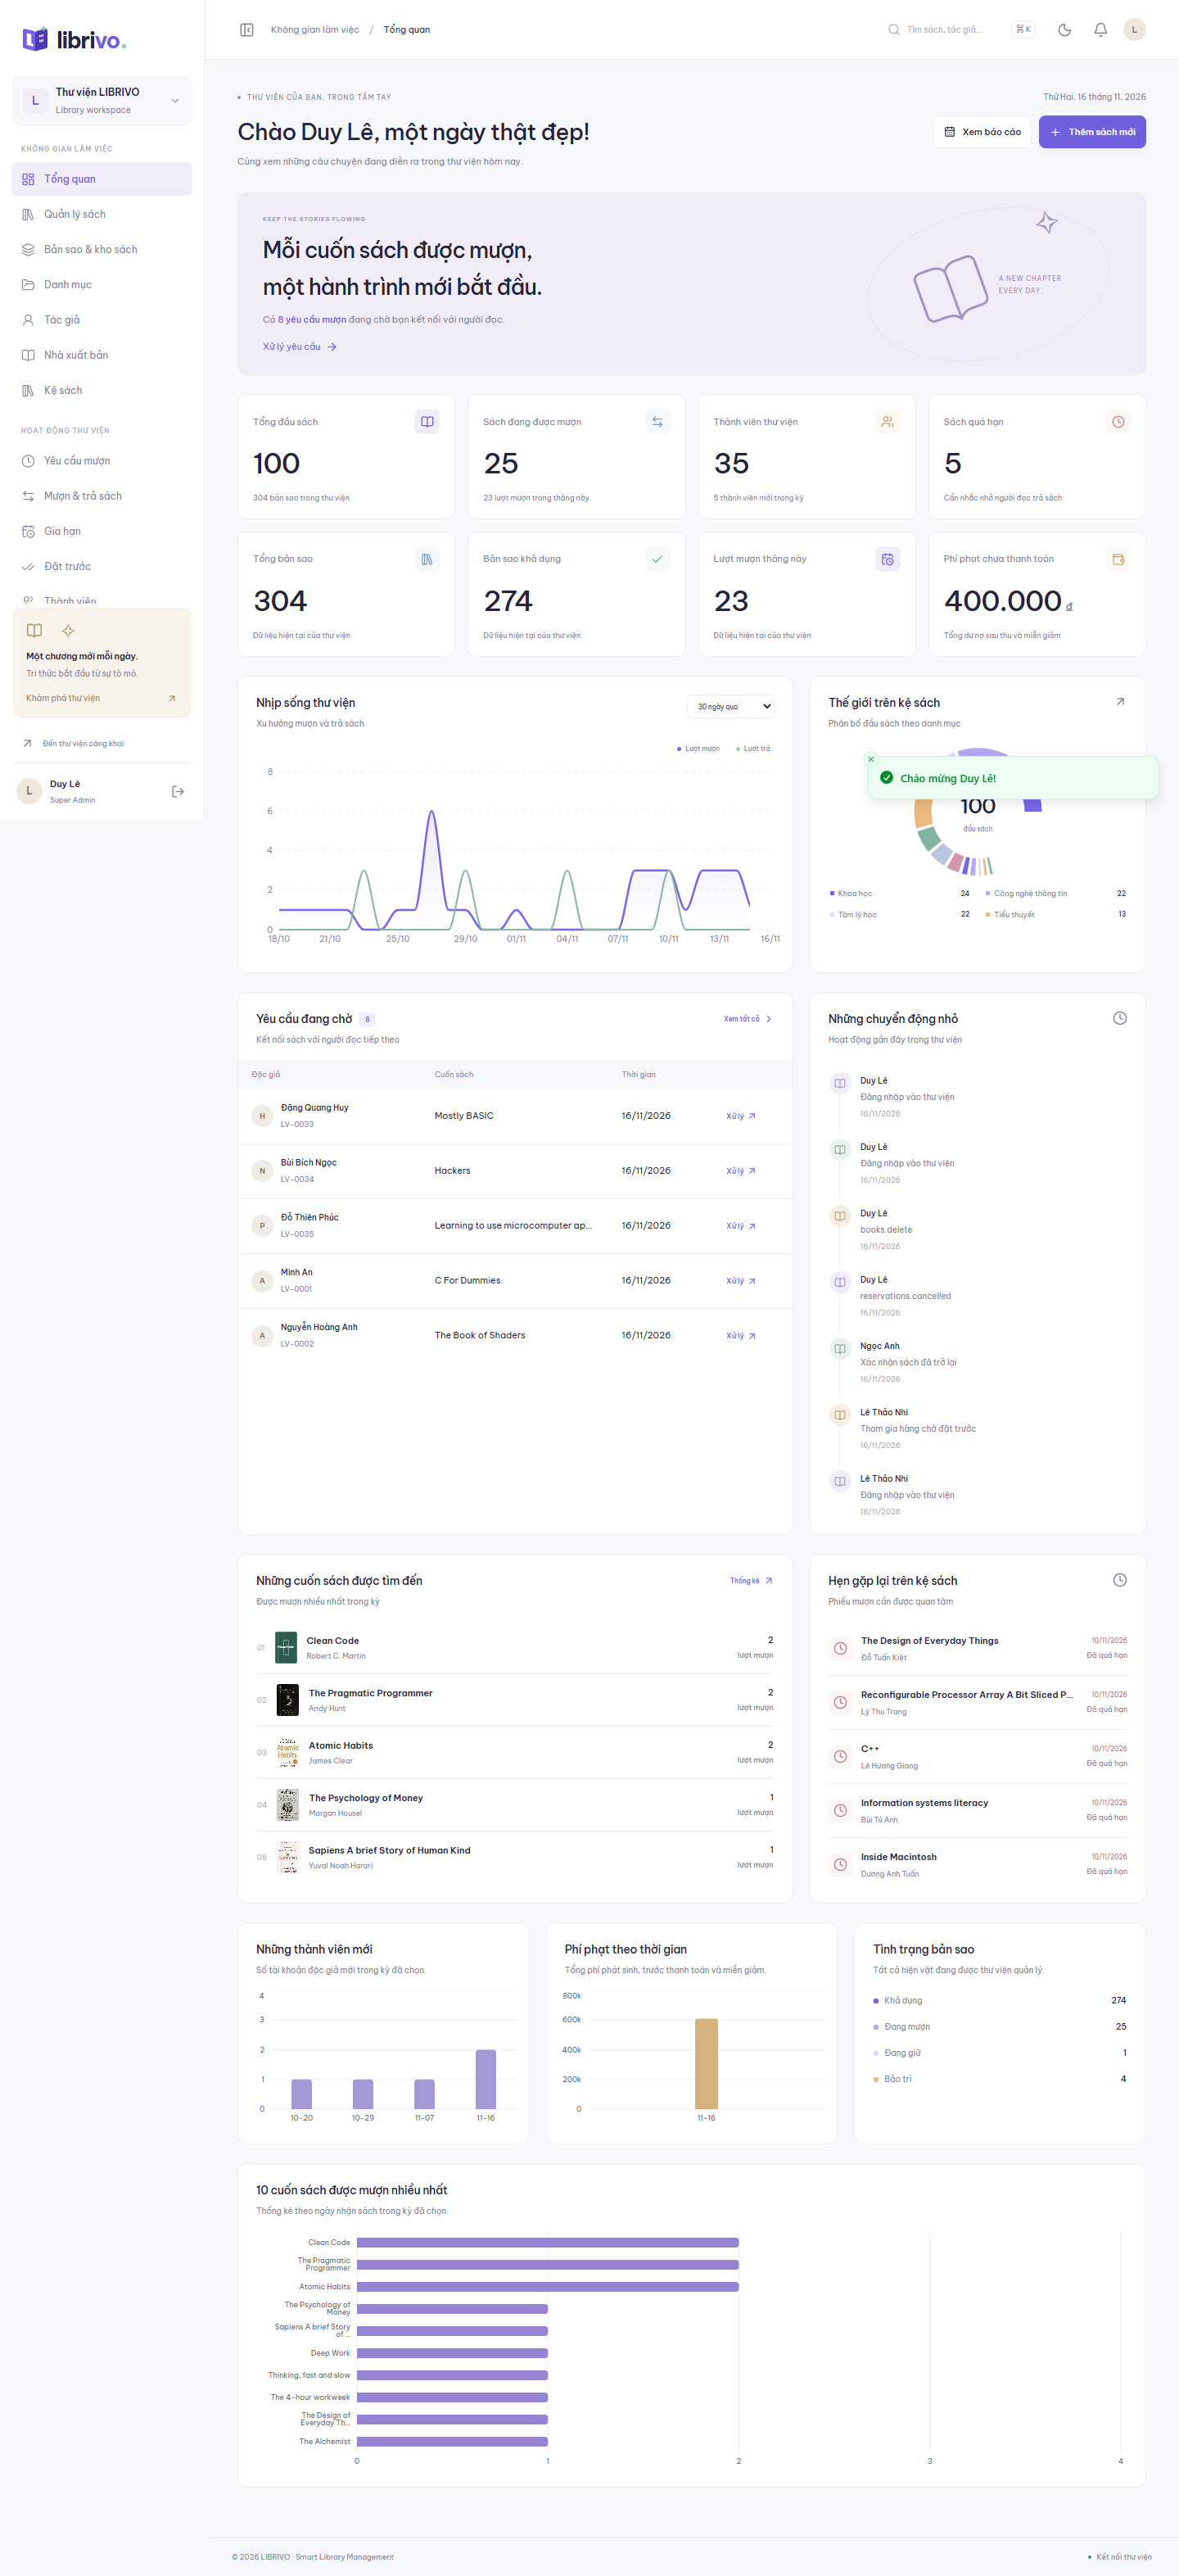 librivo.
L
Thư viện LIBRIVO
Library workspace
KHÔNG GIAN LÀM VIỆC
Tổng quan
Quản lý sách
Bản sao & kho sách
Danh mục
Tác giả
Nhà xuất bản
Kệ sách
HOẠT ĐỘNG THƯ VIỆN
Yêu cầu mượn
Mượn & trả sách
Gia hạn
Đặt trước
Thành viên
Một chương mới mỗi ngày.
Tri thức bắt đầu từ sự tò mò.
Khám phá thư viện
Đến thư viện công khai
L
Duy Lê
Super Admin
Không gian làm việc / Tổng quan
Tìm sách, tác giả...
⌘ K
L
THƯ VIỆN CỦA BẠN, TRONG TẦM TAY
Thứ Hai, 16 tháng 11, 2026
Chào Duy Lê, một ngày thật đẹp!
Cùng xem những câu chuyện đang diễn ra trong thư viện hôm nay.
Xem báo cáo
Thêm sách mới
KEEP THE STORIES FLOWING
Mỗi cuốn sách được mượn,
một hành trình mới bắt đầu.
Có 8 yêu cầu mượn đang chờ bạn kết nối với người đọc.
Xử lý yêu cầu
A NEW CHAPTER
EVERY DAY.
Tổng đầu sách
100
304 bản sao trong thư viện
Sách đang được mượn
25
23 lượt mượn trong tháng này
Thành viên thư viện
35
5 thành viên mới trong kỳ
Sách quá hạn
5
Cần nhắc nhở người đọc trả sách
Tổng bản sao
304
Dữ liệu hiện tại của thư viện
Bản sao khả dụng
274
Dữ liệu hiện tại của thư viện
Lượt mượn tháng này
23
Dữ liệu hiện tại của thư viện
Phí phạt chưa thanh toán
400.000 ₫
Tổng dư nợ sau thu và miễn giảm
Nhịp sống thư viện
Xu hướng mượn và trả sách
30 ngày qua
Lượt mượn
Lượt trả
8
6
4
2
0
18/10 21/10 25/10 29/10 01/11 04/11 07/11 10/11 13/11 16/11
Thế giới trên kệ sách
Phân bố đầu sách theo danh mục
Chào mừng Duy Lê!
100
đầu sách
Khoa học 24
Công nghệ thông tin 22
Tâm lý học 22
Tiểu thuyết 13
Yêu cầu đang chờ 8
Kết nối sách với người đọc tiếp theo
Xem tất cả
Độc giả Cuốn sách Thời gian
H
Đặng Quang Huy
LV-0033
Mostly BASIC
16/11/2026
Xử lý
N
Bùi Bích Ngọc
LV-0034
Hackers
16/11/2026
Xử lý
P
Đỗ Thiên Phúc
LV-0035
Learning to use microcomputer ap...
16/11/2026
Xử lý
A
Minh An
LV-0001
C For Dummies
16/11/2026
Xử lý
A
Nguyễn Hoàng Anh
LV-0002
The Book of Shaders
16/11/2026
Xử lý
Những chuyển động nhỏ
Hoạt động gần đây trong thư viện
Duy Lê
Đăng nhập vào thư viện
16/11/2026
Duy Lê
Đăng nhập vào thư viện
16/11/2026
Duy Lê
books.delete
16/11/2026
Duy Lê
reservations.cancelled
16/11/2026
Ngọc Anh
Xác nhận sách đã trở lại
16/11/2026
Lê Thảo Nhi
Tham gia hàng chờ đặt trước
16/11/2026
Lê Thảo Nhi
Đăng nhập vào thư viện
16/11/2026
Những cuốn sách được tìm đến
Được mượn nhiều nhất trong kỳ
Thống kê
01
Clean Code
Robert C. Martin
2
lượt mượn
02
The Pragmatic Programmer
Andy Hunt
2
lượt mượn
03
Atomic Habits
James Clear
2
lượt mượn
04
The Psychology of Money
Morgan Housel
1
lượt mượn
05
Sapiens A brief Story of Human Kind
Yuval Noah Harari
1
lượt mượn
Hẹn gặp lại trên kệ sách
Phiếu mượn cần được quan tâm
The Design of Everyday Things
Đỗ Tuấn Kiệt
10/11/2026
Đã quá hạn
Reconfigurable Processor Array A Bit Sliced P...
Lý Thu Trang
10/11/2026
Đã quá hạn
C++
Lê Hương Giang
10/11/2026
Đã quá hạn
Information systems literacy
Bùi Tú Anh
10/11/2026
Đã quá hạn
Inside Macintosh
Dương Anh Tuấn
10/11/2026
Đã quá hạn
Những thành viên mới
Số tài khoản độc giả mới trong kỳ đã chọn.
4
3
2
1
0
10-20 10-29 11-07 11-16
Phí phạt theo thời gian
Tổng phí phát sinh, trước thanh toán và miễn giảm.
800k
600k
400k
200k
0
11-16
Tình trạng bản sao
Tất cả hiện vật đang được thư viện quản lý.
Khả dụng 274
Đang mượn 25
Đang giữ 1
Bảo trì 4
10 cuốn sách được mượn nhiều nhất
Thống kê theo ngày nhận sách trong kỳ đã chọn.
Clean Code
The Pragmatic
Programmer
Atomic Habits
The Psychology of
Money
Sapiens A brief Story
of ...
Deep Work
Thinking, fast and slow
The 4-hour workweek
The Design of
Everyday Th...
The Alchemist
0 1 2 3 4
© 2026 LIBRIVO · Smart Library Management
Kết nối thư viện